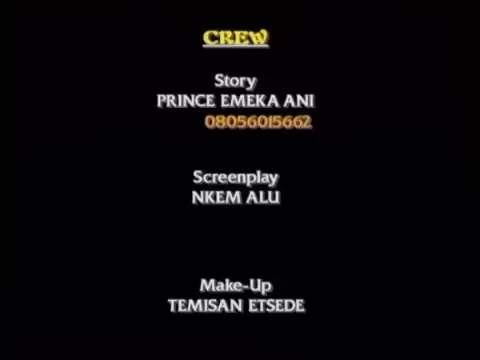 CREW
Story
PRINCE EMEKA ANI
08056015662
Screenplay
NKEM ALU
Make-Up
TEMISAN ETSEDE